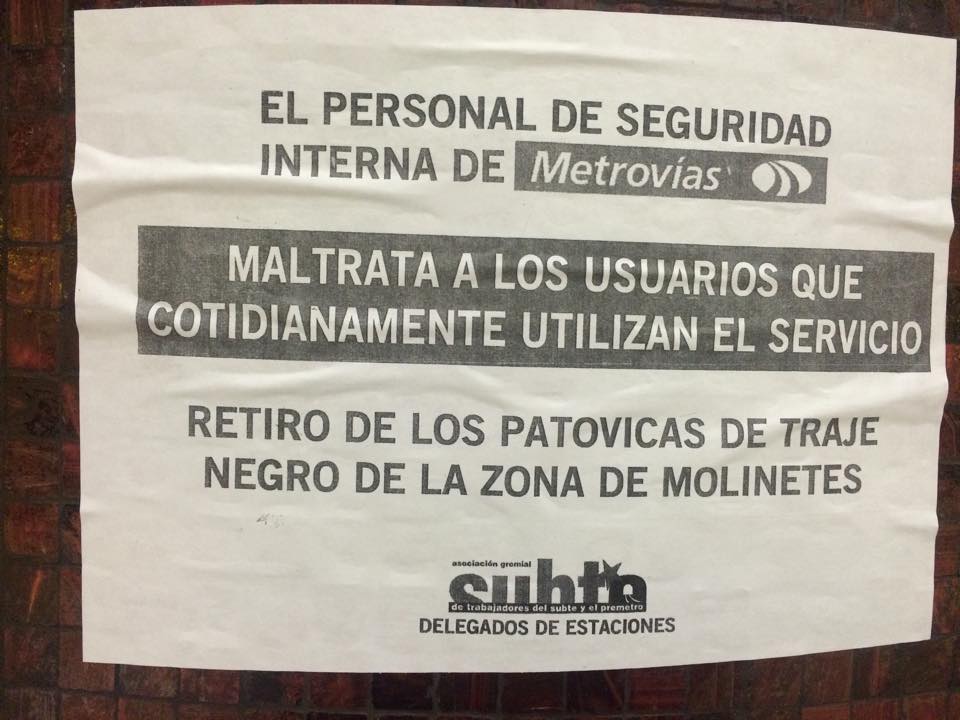 EL PERSONAL DE SEGURIDAD
INTERNA DE Metrovías
MALTRATA A LOS USUARIOS QUE
COTIDIANAMENTE UTILIZAN EL SERVICIO
RETIRO DE LOS PATOVICAS DE TRAJE
NEGRO DE LA ZONA DE MOLINETES
asociación gremial
subte
de trabajadores del subte y el premetro
DELEGADOS DE ESTACIONES